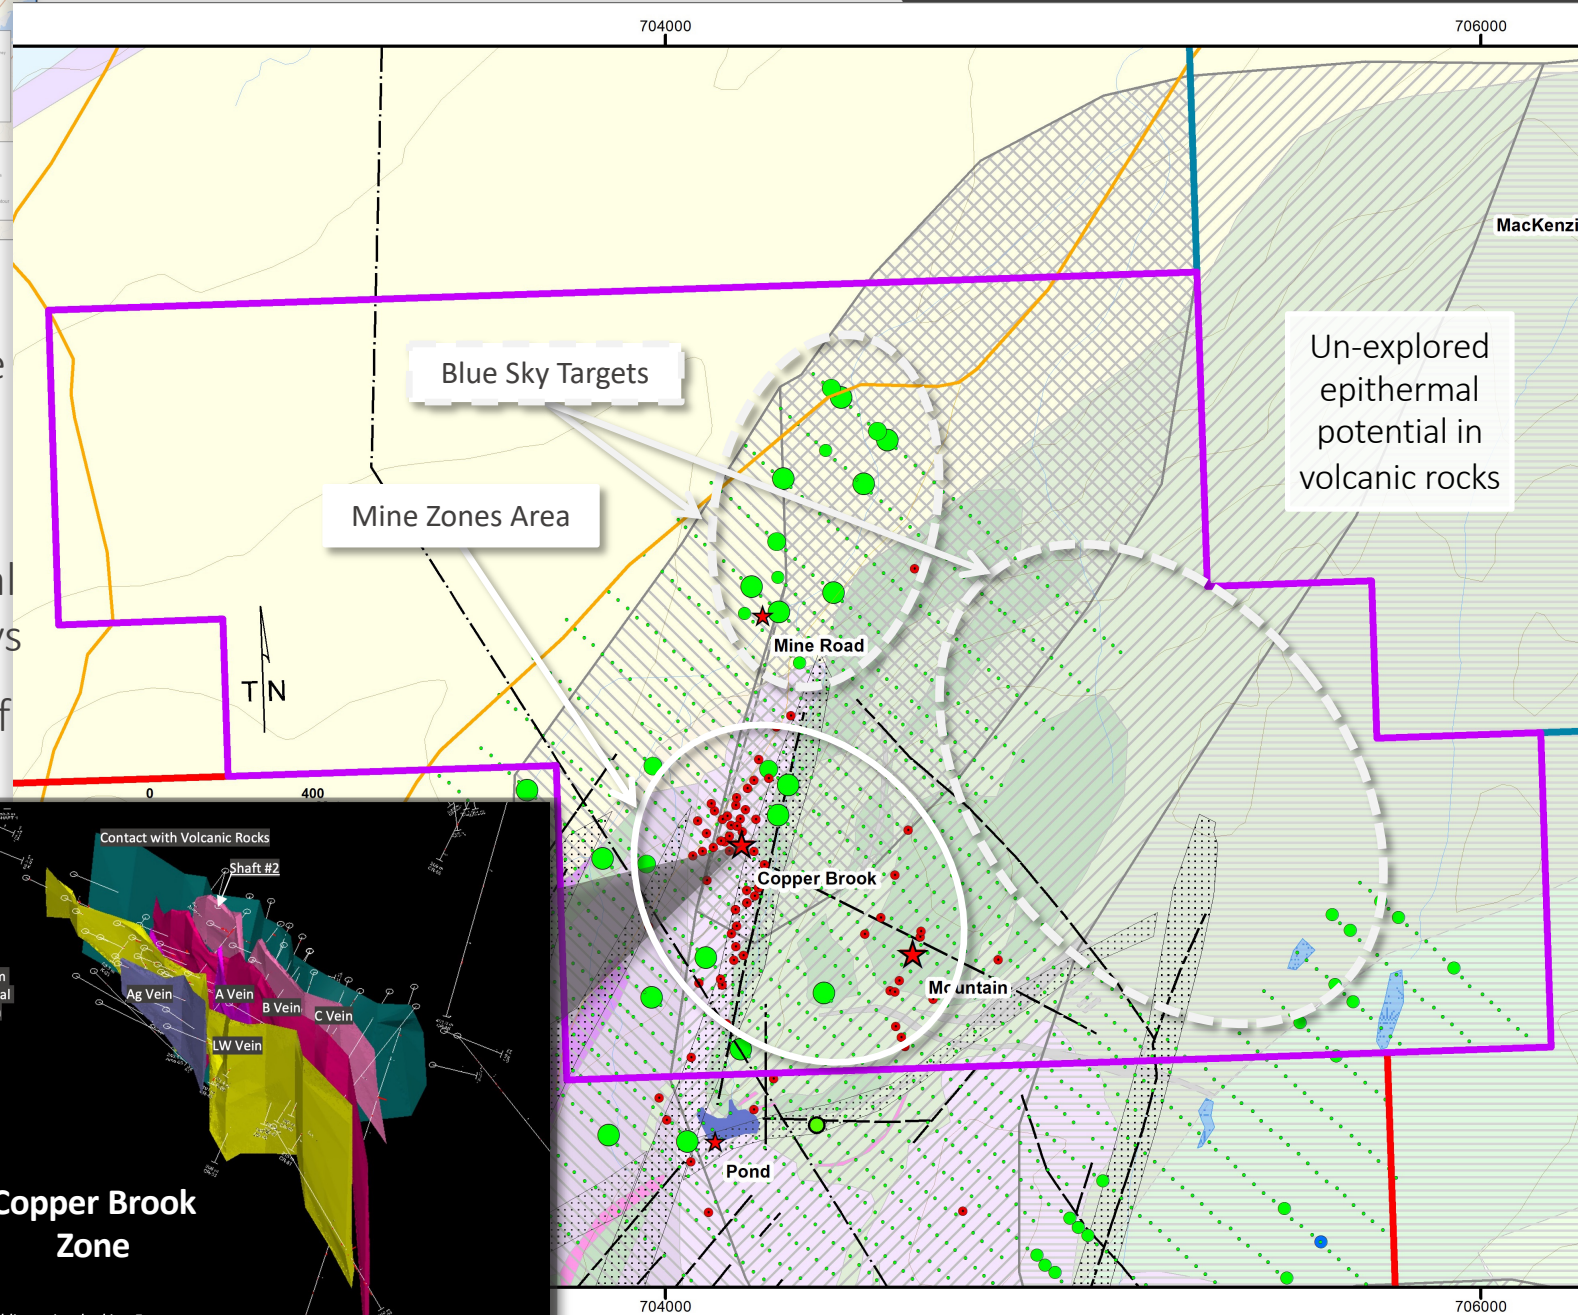 704000
706000
MacKenzi
Un-explored
epithermal
potential in
volcanic rocks
Blue Sky Targets
Mine Zones Area
Mine Road
T N
0 400
Copper Brook
Mountain
Pond
Contact with Volcanic Rocks
Shaft #2
Ag Vein
A Vein
B Vein
C Vein
LW Vein
Copper Brook
Zone
704000
706000